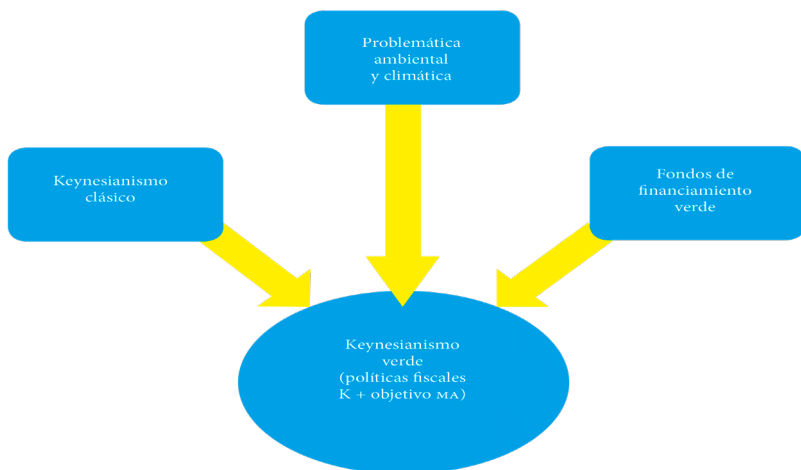 Problemática
ambiental
y climática
Keynesianismo
clásico
Fondos de
financiamiento
verde
Keynesianismo
verde
(políticas fiscales
K + objetivo MA)